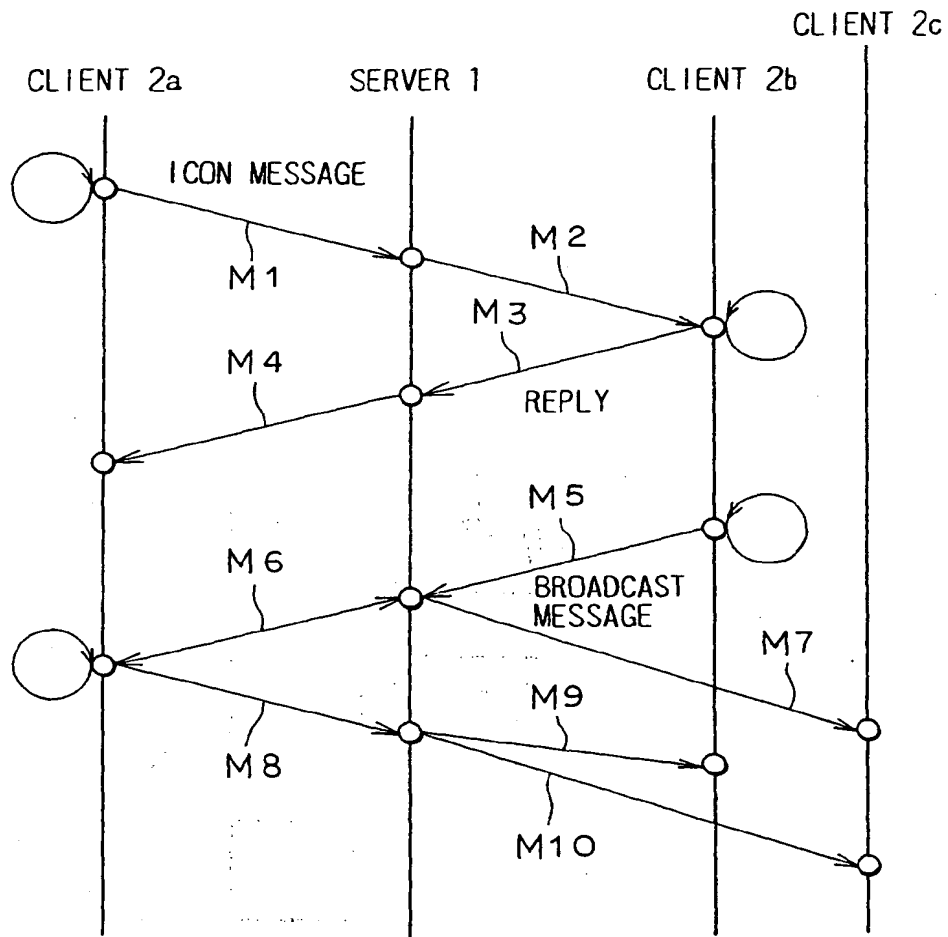 CLIENT 2c
CLIENT 2a
SERVER 1
CLIENT 2b
ICON MESSAGE
M1
M2
M3
M4
REPLY
M5
M6
BROADCAST
MESSAGE
M7
M9
M8
M10